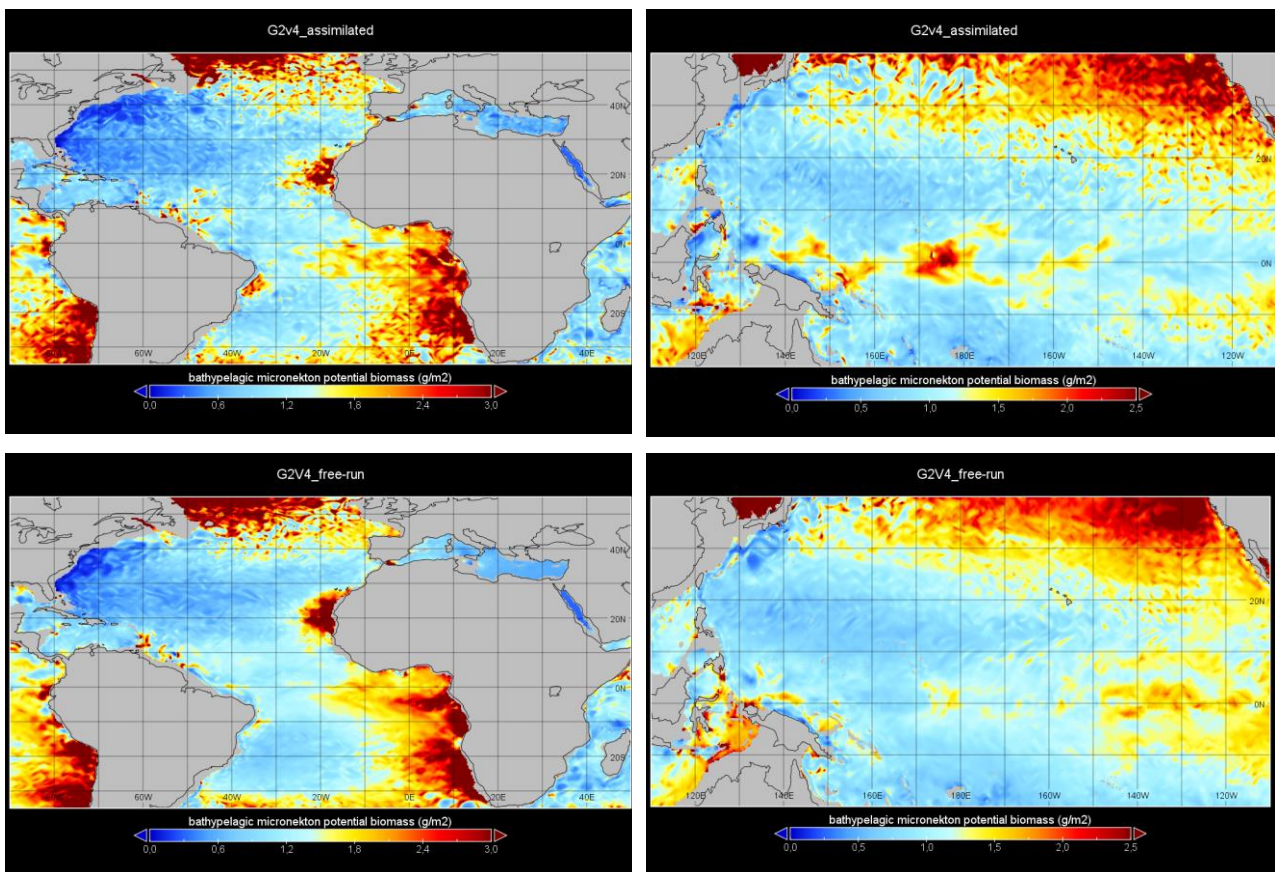 G2v4_assimilated
40N
20N
0N
20S
60W
40W
20W
0E
20E
40E
bathypelagic micronekton potential biomass (g/m2)
0,0 0,6 1,2 1,8 2,4 3,0
G2v4_assimilated
20N
0N
120E
140E
160E
180E
160W
140W
120W
bathypelagic micronekton potential biomass (g/m2)
0,0 0,5 1,0 1,5 2,0 2,5
G2V4_free-run
40N
20N
0N
20S
60W
40W
20W
0E
20E
40E
bathypelagic micronekton potential biomass (g/m2)
0,0 0,6 1,2 1,8 2,4 3,0
G2V4_free-run
20N
0N
120E
140E
160E
180E
160W
140W
120W
bathypelagic micronekton potential biomass (g/m2)
0,0 0,5 1,0 1,5 2,0 2,5